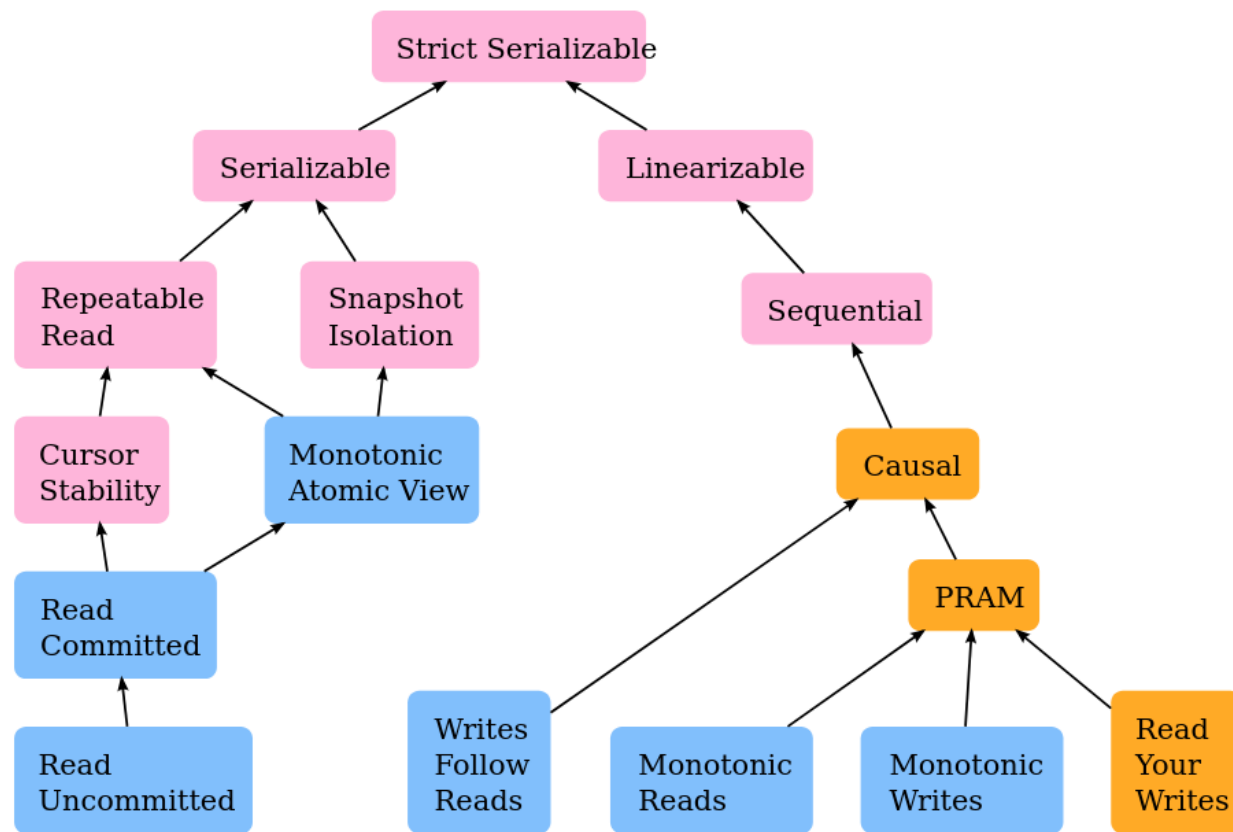 Strict Serializable
Serializable
Linearizable
Repeatable
Read
Snapshot
Isolation
Sequential
Cursor
Stability
Monotonic
Atomic View
Causal
Read
Committed
PRAM
Writes
Follow
Reads
Monotonic
Reads
Monotonic
Writes
Read
Your
Writes
Read
Uncommitted